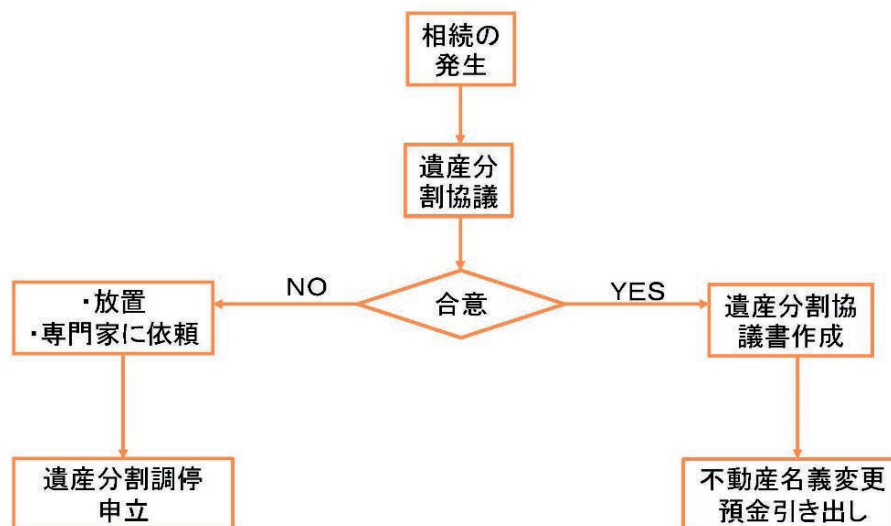 相続の
発生
遺産分
割協議
NO
合意
YES
・放置
・専門家に依頼
遺産分割協
議書作成
遺産分割調停
申立
不動産名義変更
預金引き出し